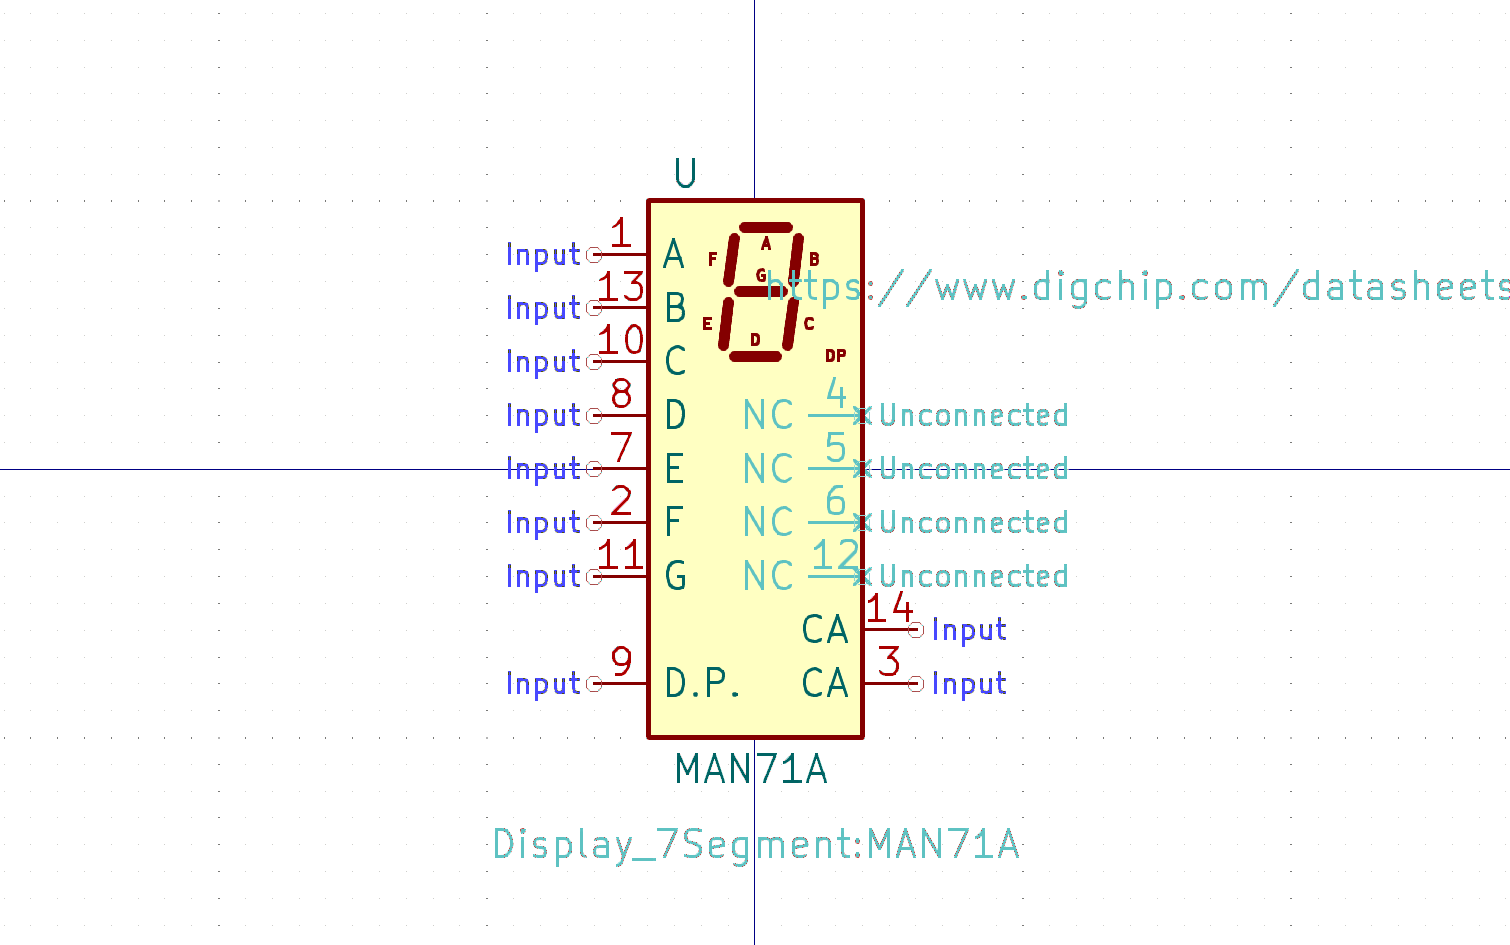 U
Input 1 A
A
F B
G
https://www.digchip.com/datasheets
Input 13 B
E C
D
Input 10 C
DP
Input 8 D NC 4 Unconnected
Input 7 E NC 5 Unconnected
Input 2 F NC 6 Unconnected
Input 11 G NC 12 Unconnected
CA 14 Input
Input 9 D.P. CA 3 Input
MAN71A
Display_7Segment:MAN71A